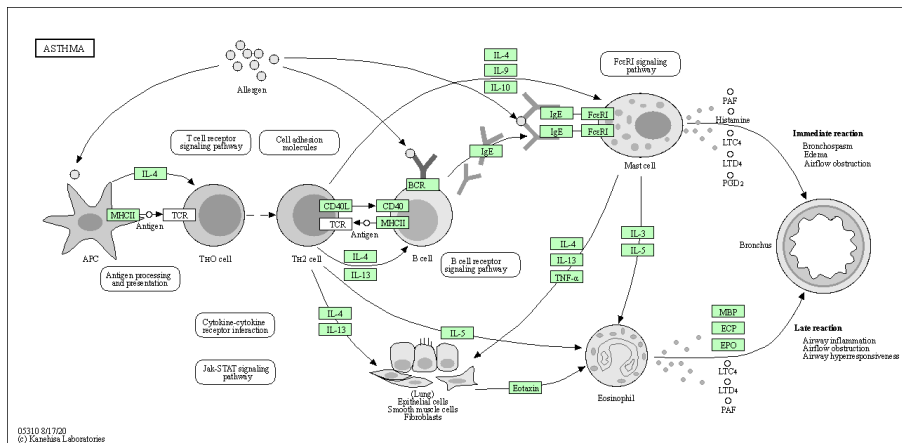 ASTHMA
Allergen
IL-4
IL-9
IL-10
FcεRI signaling
pathway
PAF
Histamine
LTC4
LTD4
PGD2
Immediate reaction
Bronchospasm
Edema
Airflow obstruction
T cell receptor
signaling pathway
Cell adhesion
molecules
IgE
FcεRI
IgE
FcεRI
IgE
Mast cell
IL-4
BCR
MHCII
TCR
Antigen
CD40L
CD40
TCR
MHCII
Antigen
APC
TH0 cell
TH2 cell
B cell
IL-4
IL-13
B cell receptor
signaling pathway
Antigen processing
and presentation
IL-4
IL-13
TNF-α
IL-3
IL-5
Bronchus
Cytokine-cytokine
receptor interaction
IL-4
IL-13
IL-5
MBP
ECP
EPO
Late reaction
Airway inflammation
Airflow obstruction
Airway hyperresponsiveness
Jak-STAT signaling
pathway
(Lung)
Epithelial cells
Smooth muscle cells
Fibroblasts
Eotaxin
Eosinophil
LTC4
LTD4
PAF
05310 8/17/20
(c) Kanehisa Laboratories